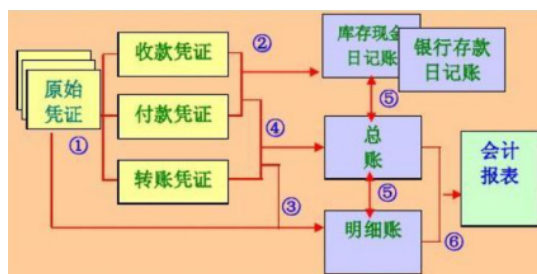 原始
凭证
①
收款凭证
付款凭证
转账凭证
②
④
③
库存现金
日记账
银行存款
日记账
⑤
总
账
⑤
明细账
⑥
会计
报表